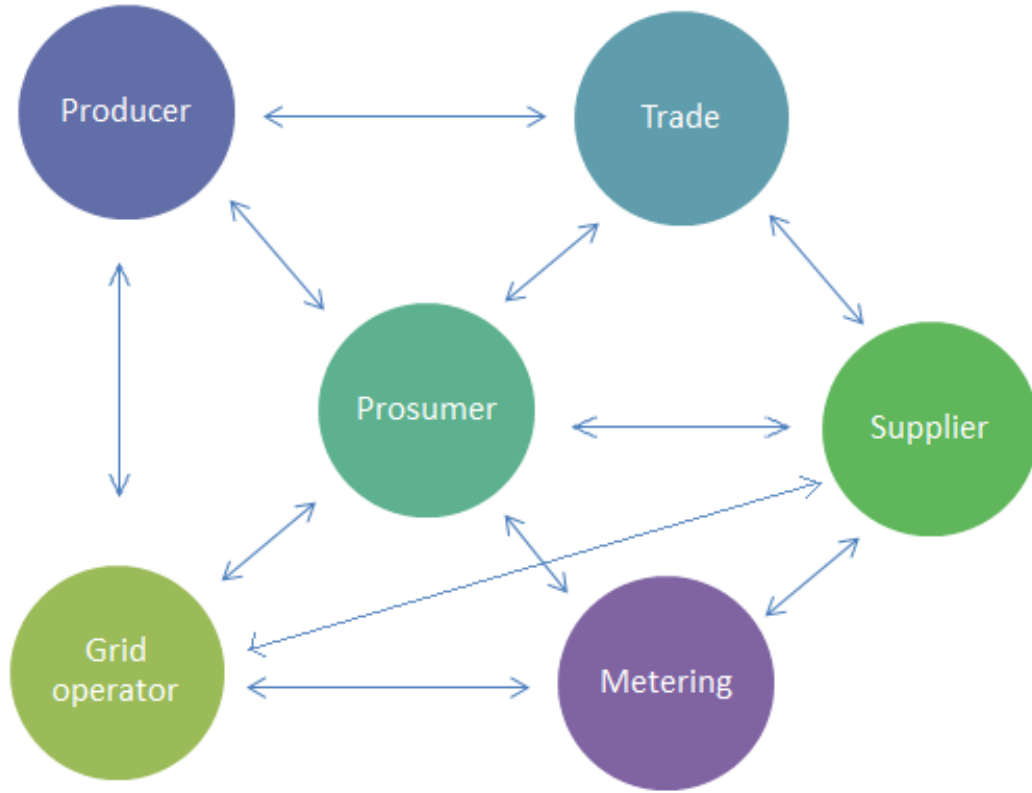 Producer
Trade
Prosumer
Supplier
Grid
operator
Metering